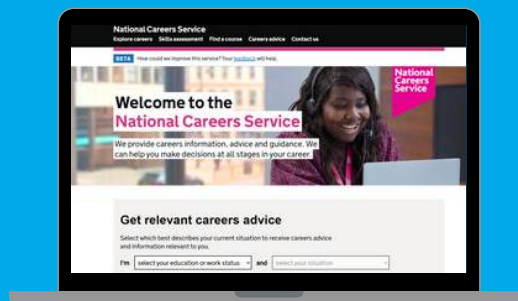 National Careers Service
Explore careers Skills assessment Find a course Careers advice Contact us
BETA How could we improve this service? Your feedback will help.
National
Careers
Service
Welcome to the
National Careers Service
We provide careers information, advice and guidance. We
can help you make decisions at all stages in your career.
Get relevant careers advice
Select which best describes your current situation to receive careers advice
and information relevant to you.
I'm select your education or work status and select your situation